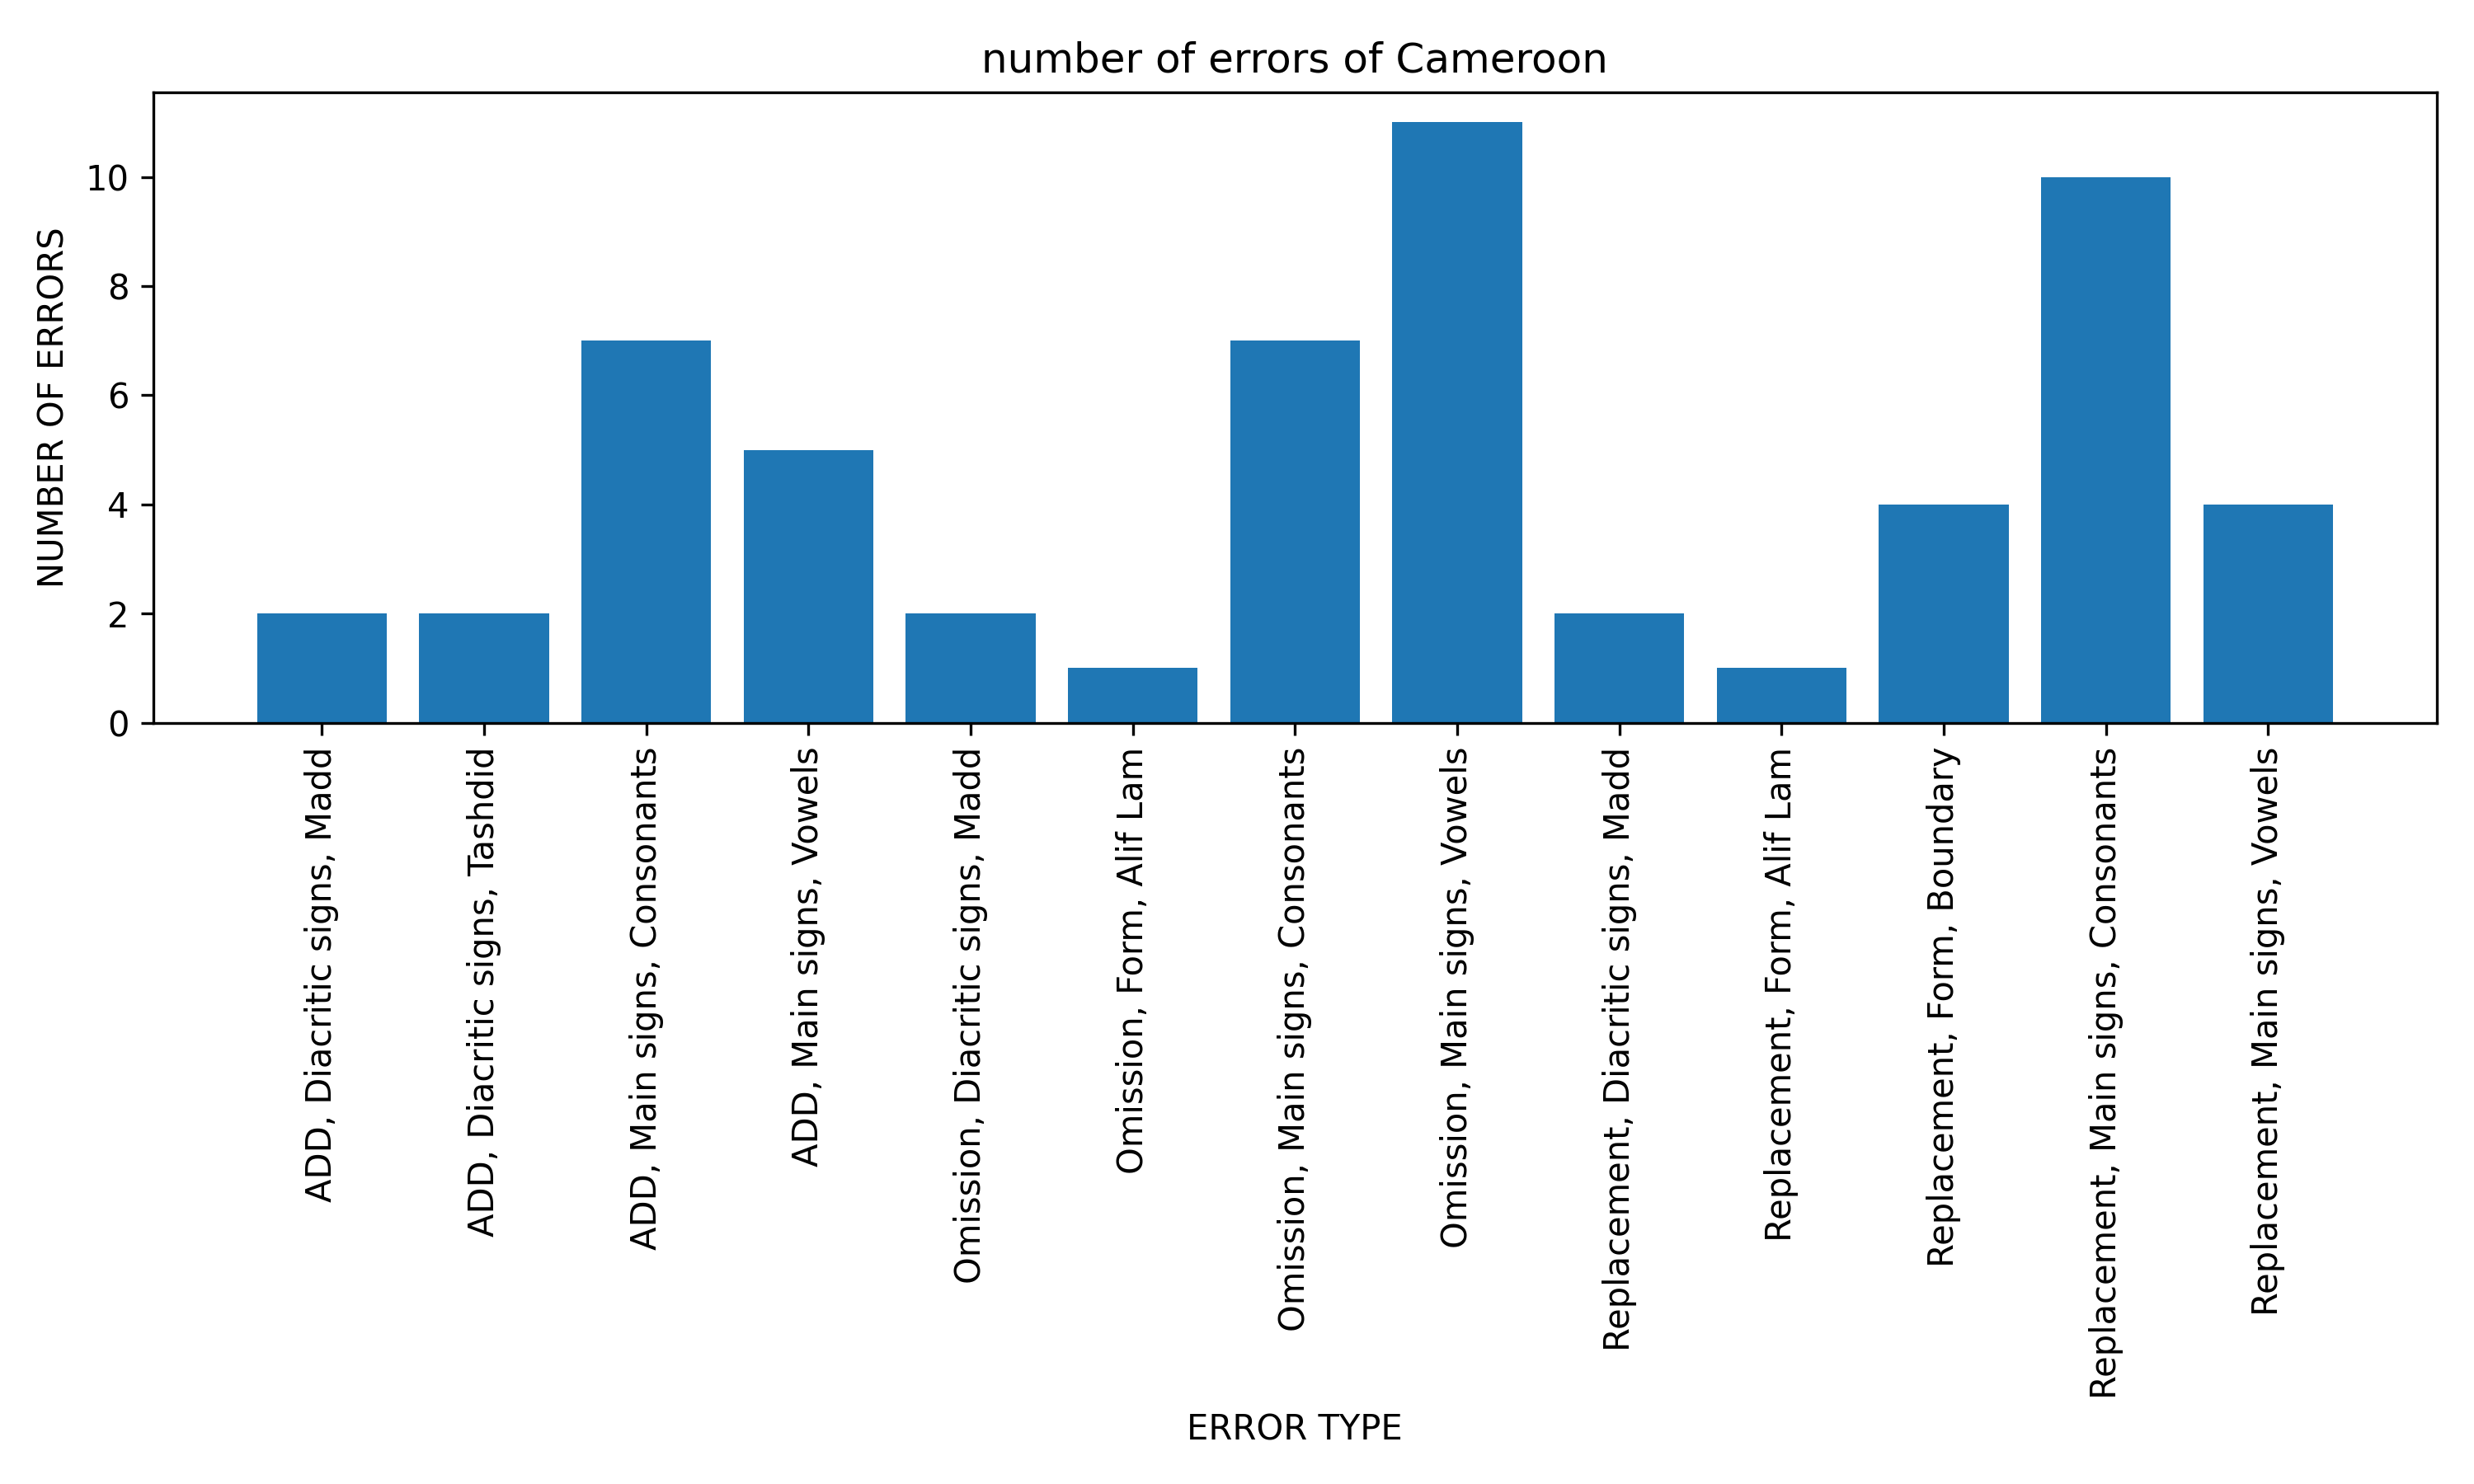 number of errors of Cameroon
NUMBER OF ERRORS
10
8
6
4
2
0
ADD, Diacritic signs, Madd
ADD, Diacritic signs, Tashdid
ADD, Main signs, Consonants
ADD, Main signs, Vowels
Omission, Diacritic signs, Madd
Omission, Form, Alif Lam
Omission, Main signs, Consonants
Omission, Main signs, Vowels
Replacement, Diacritic signs, Madd
Replacement, Form, Alif Lam
Replacement, Form, Boundary
Replacement, Main signs, Consonants
Replacement, Main signs, Vowels
ERROR TYPE